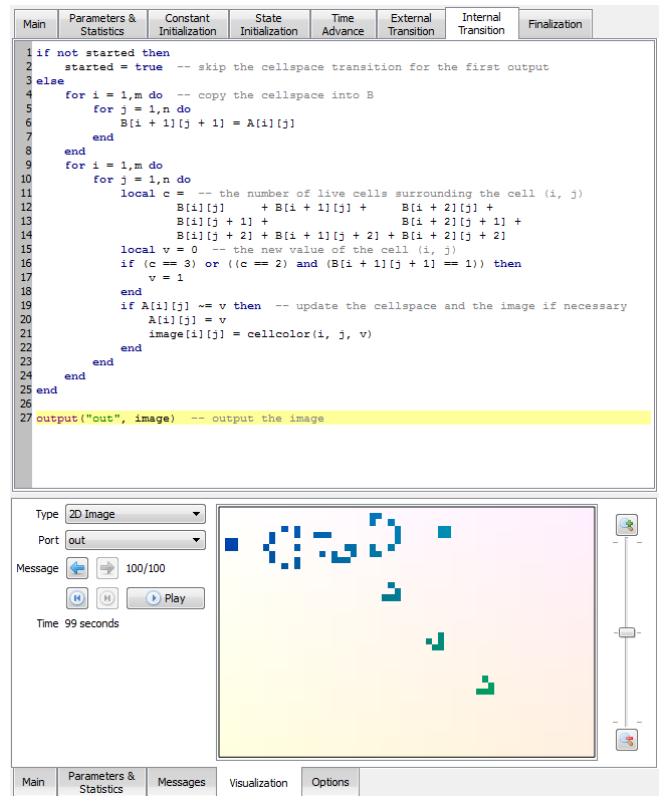 Main
Parameters & Statistics
Constant Initialization
State Initialization
Time Advance
External Transition
Internal Transition
Finalization
1 if not started then
2     started = true  -- skip the cellspace transition for the first output
3 else
4     for i = 1,m do  -- copy the cellspace into B
5         for j = 1,n do
6             B[i + 1][j + 1] = A[i][j]
7         end
8     end
9     for i = 1,m do
10         for j = 1,n do
11             local c =  -- the number of live cells surrounding the cell (i, j)
12                     B[i][j]     + B[i + 1][j] +     B[i + 2][j] +
13                     B[i][j + 1] +                   B[i + 2][j + 1] +
14                     B[i][j + 2] + B[i + 1][j + 2] + B[i + 2][j + 2]
15             local v = 0  -- the new value of the cell (i, j)
16             if (c == 3) or ((c == 2) and (B[i + 1][j + 1] == 1)) then
17                 v = 1
18             end
19             if A[i][j] ~= v then  -- update the cellspace and the image if necessary
20                 A[i][j] = v
21                 image[i][j] = cellcolor(i, j, v)
22             end
23         end
24     end
25 end
26
27 output("out", image)  -- output the image
Type 2D Image
Port out
Message 100/100
Play
Time 99 seconds
Main
Parameters & Statistics
Messages
Visualization
Options